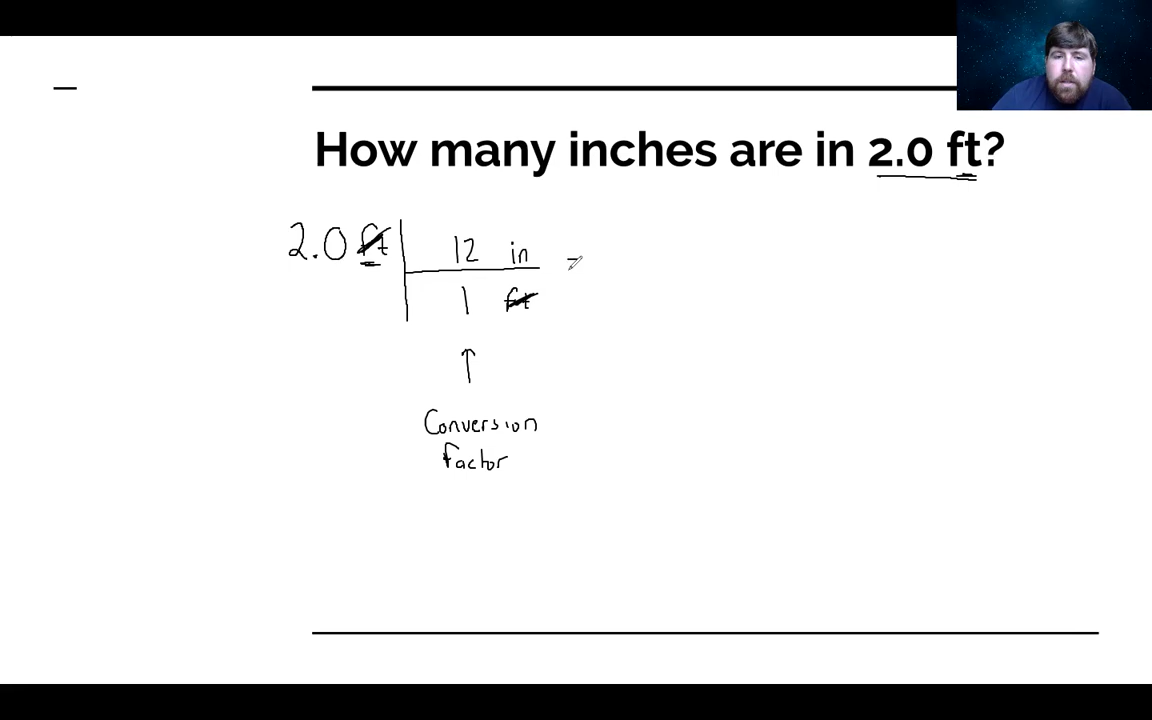 How many inches are in 2.0 ft?
2.0 ft 12 in =
1 ft
Conversion
factor